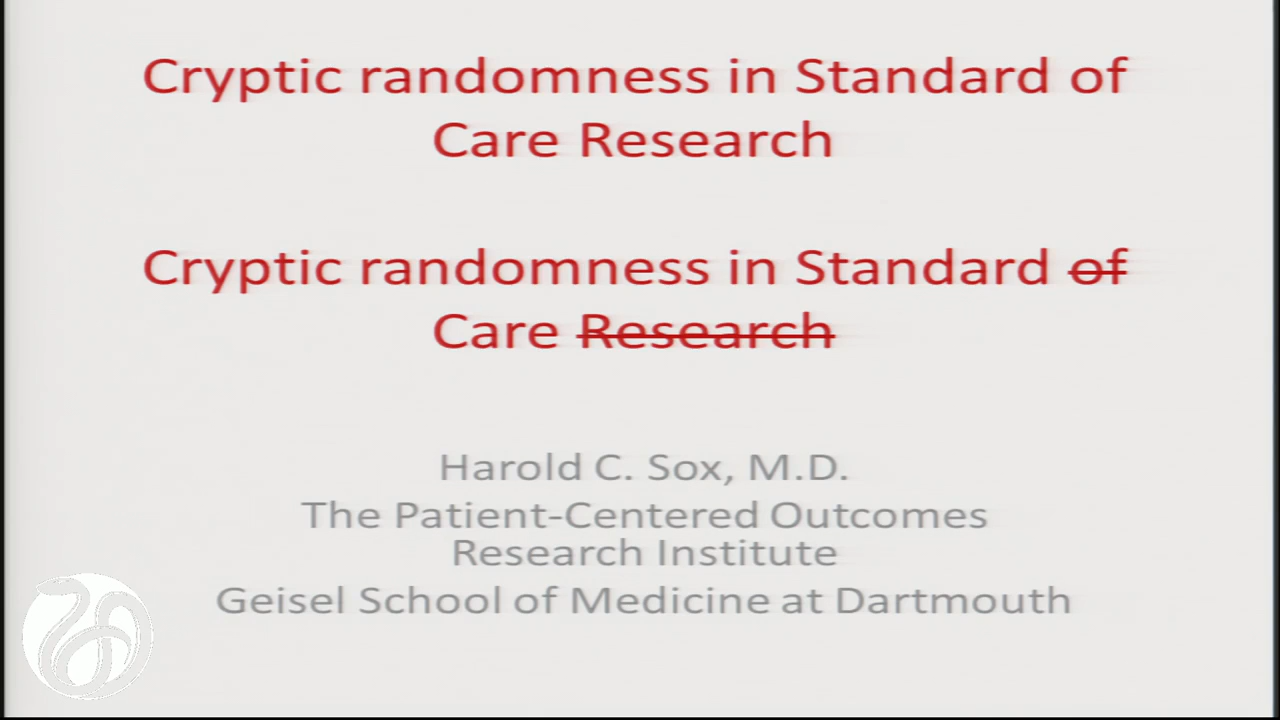 Cryptic randomness in Standard of
Care Research
Cryptic randomness in Standard of
Care Research
Harold C. Sox, M.D.
The Patient-Centered Outcomes
Research Institute
Geisel School of Medicine at Dartmouth